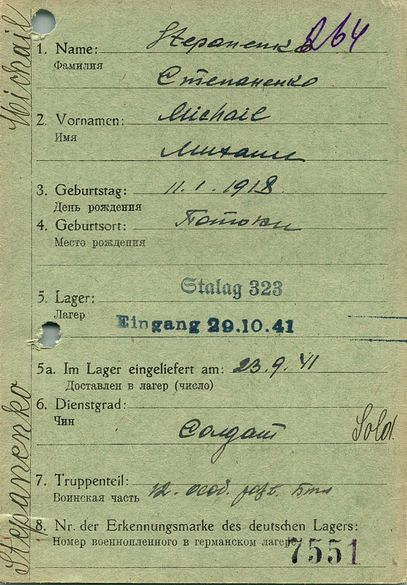 Michail
Stepanenko
1. Name: Stepanenko 264
Фамилия
Степаненко
2. Vornamen: Michail
Имя
Михаил
3. Geburtstag: 11.1.1918
День рождения
4. Geburtsort: Потоки
Место рождения
5. Lager: Stalag 323
Лагер
Eingang 29.10.41
5a. Im Lager eingeliefert am: 23.9.41
Доставлен в лагер (число)
6. Dienstgrad:
Чин
Солдат Sold.
7. Truppenteil:
Воинская часть
8. Nr. der Erkennungsmarke des deutschen Lagers:
Номер военнопленного в германском лагере
7551